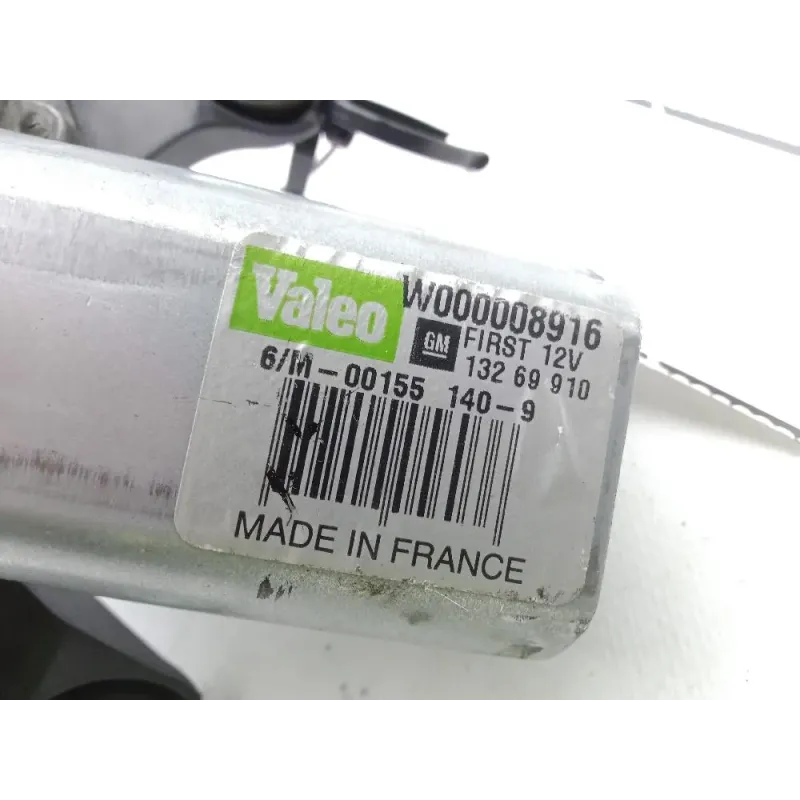 Valeo W000008916
GM FIRST 12V
132 69 910
6/M-00155 140-9
MADE IN FRANCE